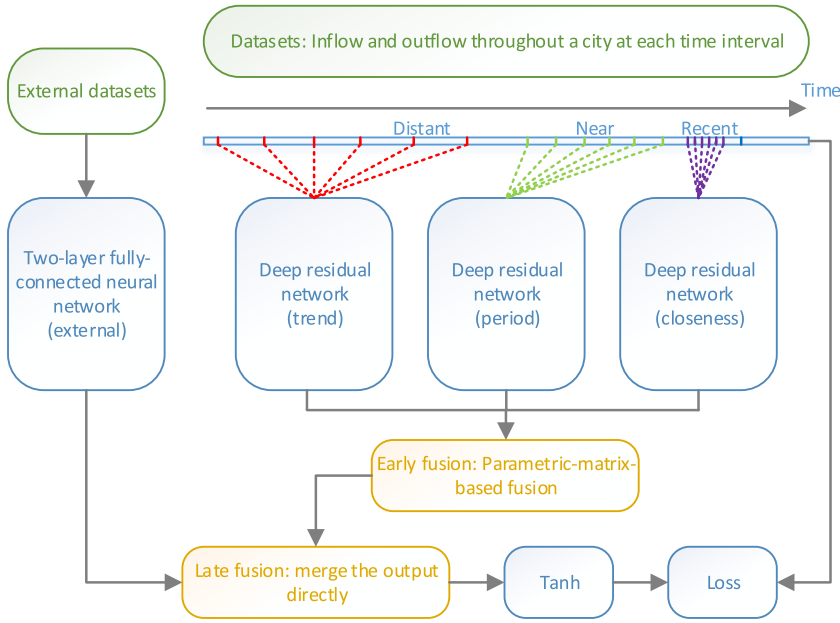 Datasets: Inflow and outflow throughout a city at each time interval
External datasets
Time
Distant
Near
Recent
Two-layer fully-
connected neural
network
(external)
Deep residual
network
(trend)
Deep residual
network
(period)
Deep residual
network
(closeness)
Early fusion: Parametric-matrix-
based fusion
Late fusion: merge the output
directly
Tanh
Loss